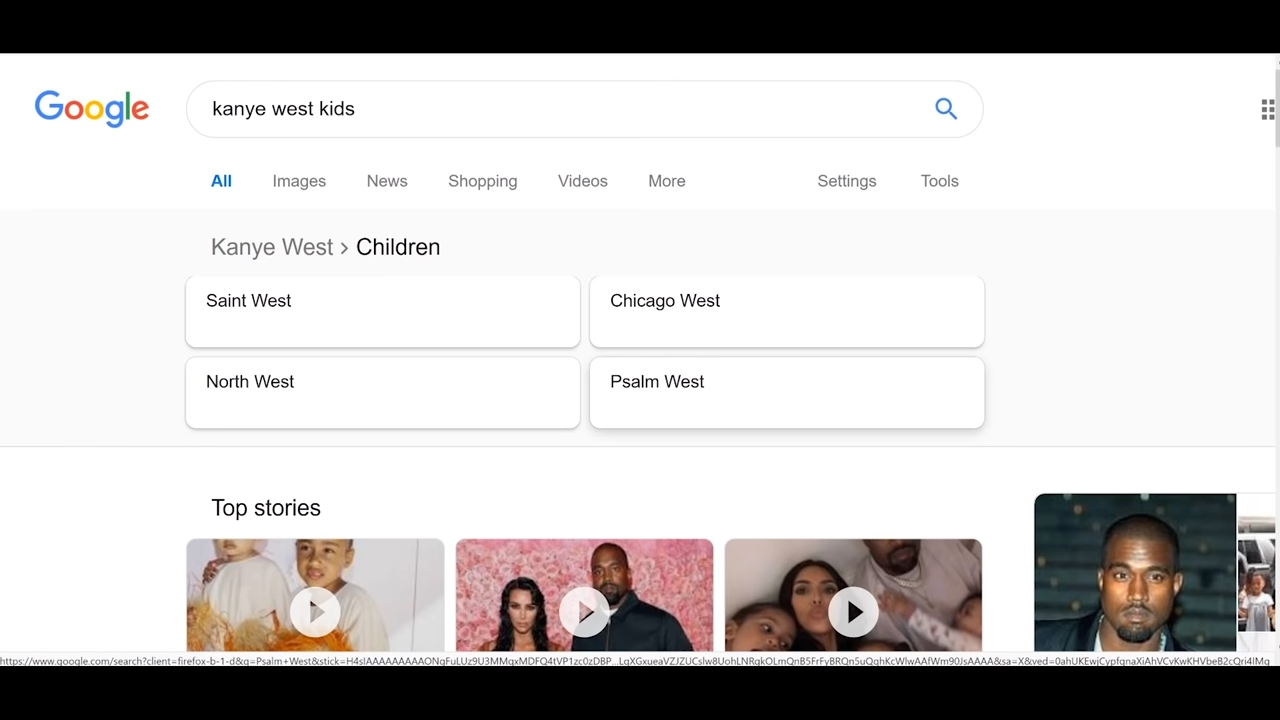 Google
kanye west kids
All Images News Shopping Videos More Settings Tools
Kanye West › Children
Saint West Chicago West
North West Psalm West
Top stories